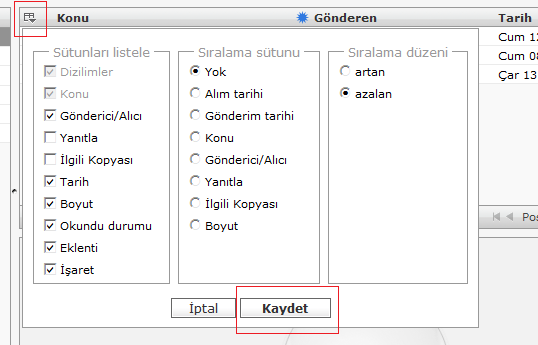 Konu Gönderen Tarih
Cum 12
Cum 08
Çar 13
Sütunları listele
Dizilimler
Konu
Gönderici/Alıcı
Yanıtla
İlgili Kopyası
Tarih
Boyut
Okundu durumu
Eklenti
İşaret
Sıralama sütunu
Yok
Alım tarihi
Gönderim tarihi
Konu
Gönderici/Alıcı
Yanıtla
İlgili Kopyası
Boyut
Sıralama düzeni
artan
azalan
Pos
İptal Kaydet